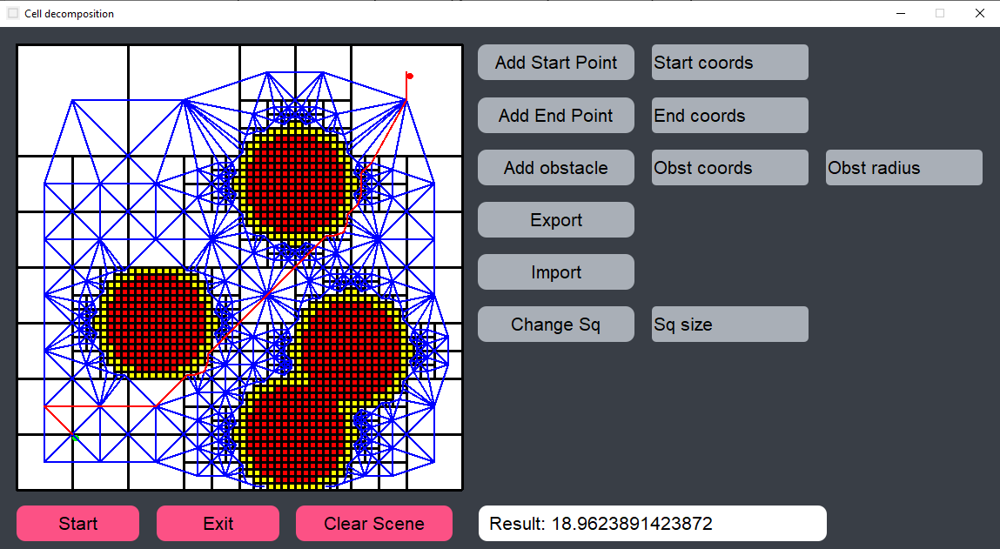 Cell decomposition
Add Start Point
Start coords
Add End Point
End coords
Add obstacle
Obst coords
Obst radius
Export
Import
Change Sq
Sq size
Start
Exit
Clear Scene
Result: 18.9623891423872